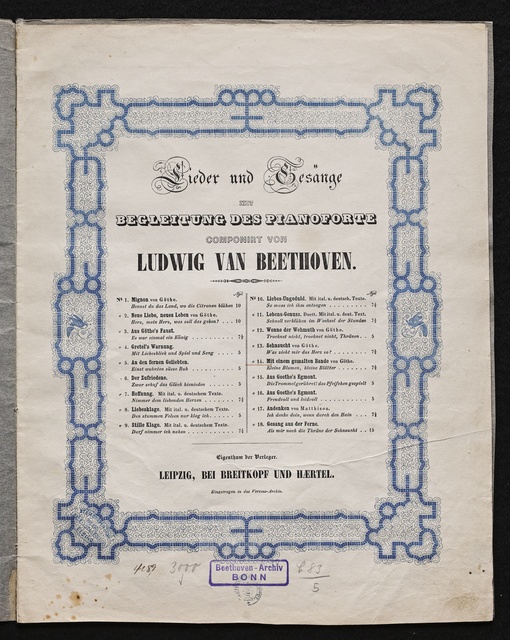 Lieder und Gesänge
MIT
BEGLEITUNG DES PIANOFORTE
COMPONIRT VON
LUDWIG VAN BEETHOVEN.
No 1. Mignon von Göthe.
Kennst du das Land, wo die Citronen blühen 10
- 2. Neue Liebe, neues Leben von Göthe.
Herz, mein Herz, was soll das geben? . . . 10
- 3. Aus Göthe's Faust.
Es war einmal ein König 7½
- 4. Gretel's Warnung.
Mit Liebesblick und Spiel und Sang 5
- 5. An den fernen Geliebten.
Einst wohnten süsse Ruh 5
- 6. Der Zufriedene.
Zwar schuf das Glück hienieden 5
- 7. Hoffnung. Mit ital. u. deutschem Texte.
Nimmer dem liebenden Herzen 7½
- 8. Liebesklage. Mit ital. u. deutschem Texte.
Den stummen Felsen nur klag ich 5
- 9. Stille Klage. Mit ital. u. deutschem Texte.
Darf nimmer ich nahen 7½
No 10. Liebes-Ungeduld. Mit ital. u. deutsch. Texte.
So muss ich ihn entsagen 7½
- 11. Lebens-Genuss. Duett. Mit ital. u. deut. Text.
Schnell verblühen im Wechsel der Stunden 7½
- 12. Wonne der Wehmuth von Göthe.
Trocknet nicht, trocknet nicht, Thränen 5
- 13. Sehnsucht von Göthe.
Was zieht mir das Herz so? 7½
- 14. Mit einem gemalten Bande von Göthe.
Kleine Blumen, kleine Blätter 7½
- 15. Aus Goethe's Egmont.
Die Trommel gerühret! das Pfeifchen gespielt 5
- 16. Aus Goethe's Egmont.
Freudvoll und leidvoll 5
- 17. Andenken von Matthison.
Ich denke dein, wenn durch den Hain 7½
- 18. Gesang aus der Ferne.
Als mir noch die Thräne der Sehnsucht 15
Eigenthum der Verleger.
LEIPZIG, BEI BREITKOPF UND HÆRTEL.
Eingetragen in das Vereins-Archiv.
3000
Beethoven-Archiv
BONN
5